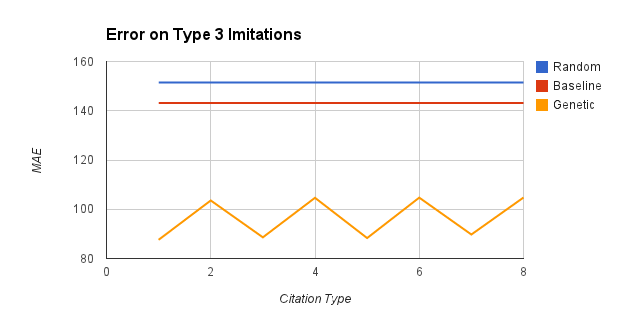 Error on Type 3 Imitations
160
140
120
100
80
MAE
0
2
4
6
8
Citation Type
Random
Baseline
Genetic